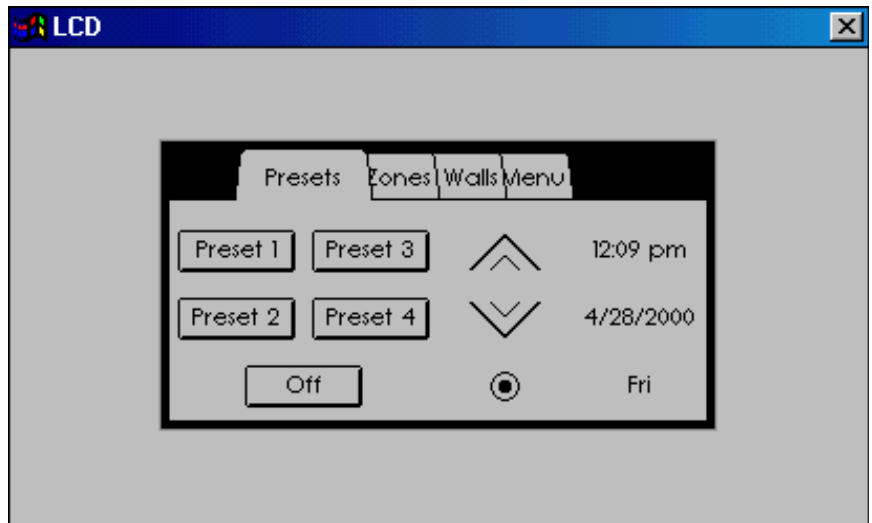 LCD
Presets Zones Walls Menu
Preset 1 Preset 3 12:09 pm
Preset 2 Preset 4 4/28/2000
Off Fri